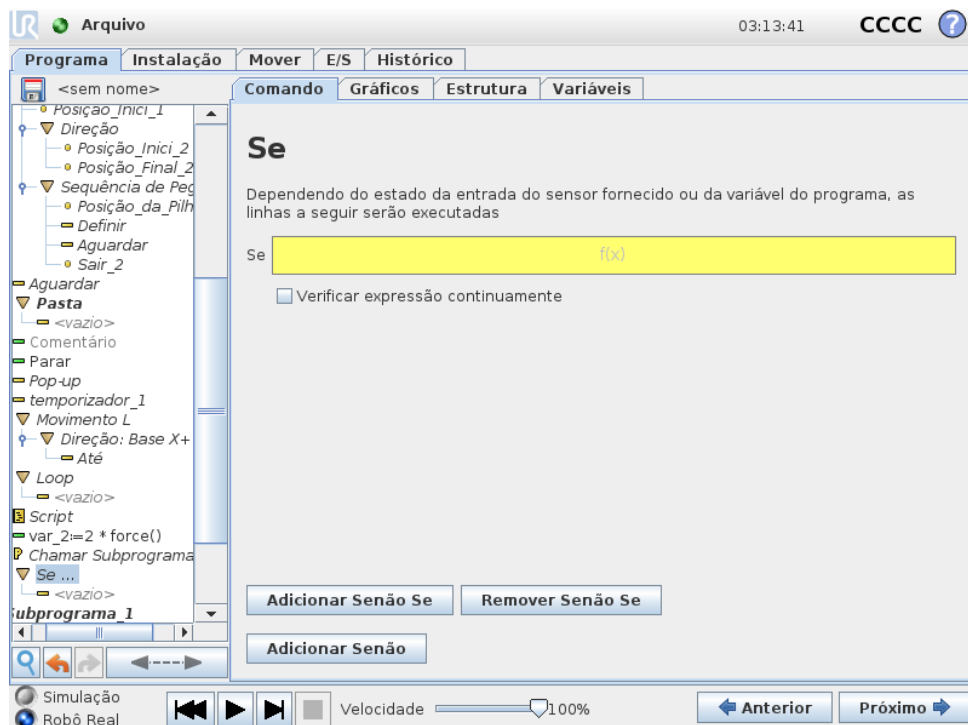 UR Arquivo 03:13:41 CCCC ?
Programa Instalação Mover E/S Histórico
<sem nome> Comando Gráficos Estrutura Variáveis
Posição_Inici_1
Direção
Posição_Inici_2
Posição_Final_2
Sequência de Peg
Posição_da_Pilh
Definir
Aguardar
Sair_2
Aguardar
Pasta
<vazio>
Comentário
Parar
Pop-up
temporizador_1
Movimento L
Direção: Base X+
Até
Loop
<vazio>
Script
var_2:=2 * force()
Chamar Subprograma
Se ...
<vazio>
Subprograma_1
Se
Dependendo do estado da entrada do sensor fornecido ou da variável do programa, as
linhas a seguir serão executadas
Se f(x)
Verificar expressão continuamente
Adicionar Senão Se Remover Senão Se
Adicionar Senão
Simulação
Robô Real
Velocidade 100% Anterior Próximo